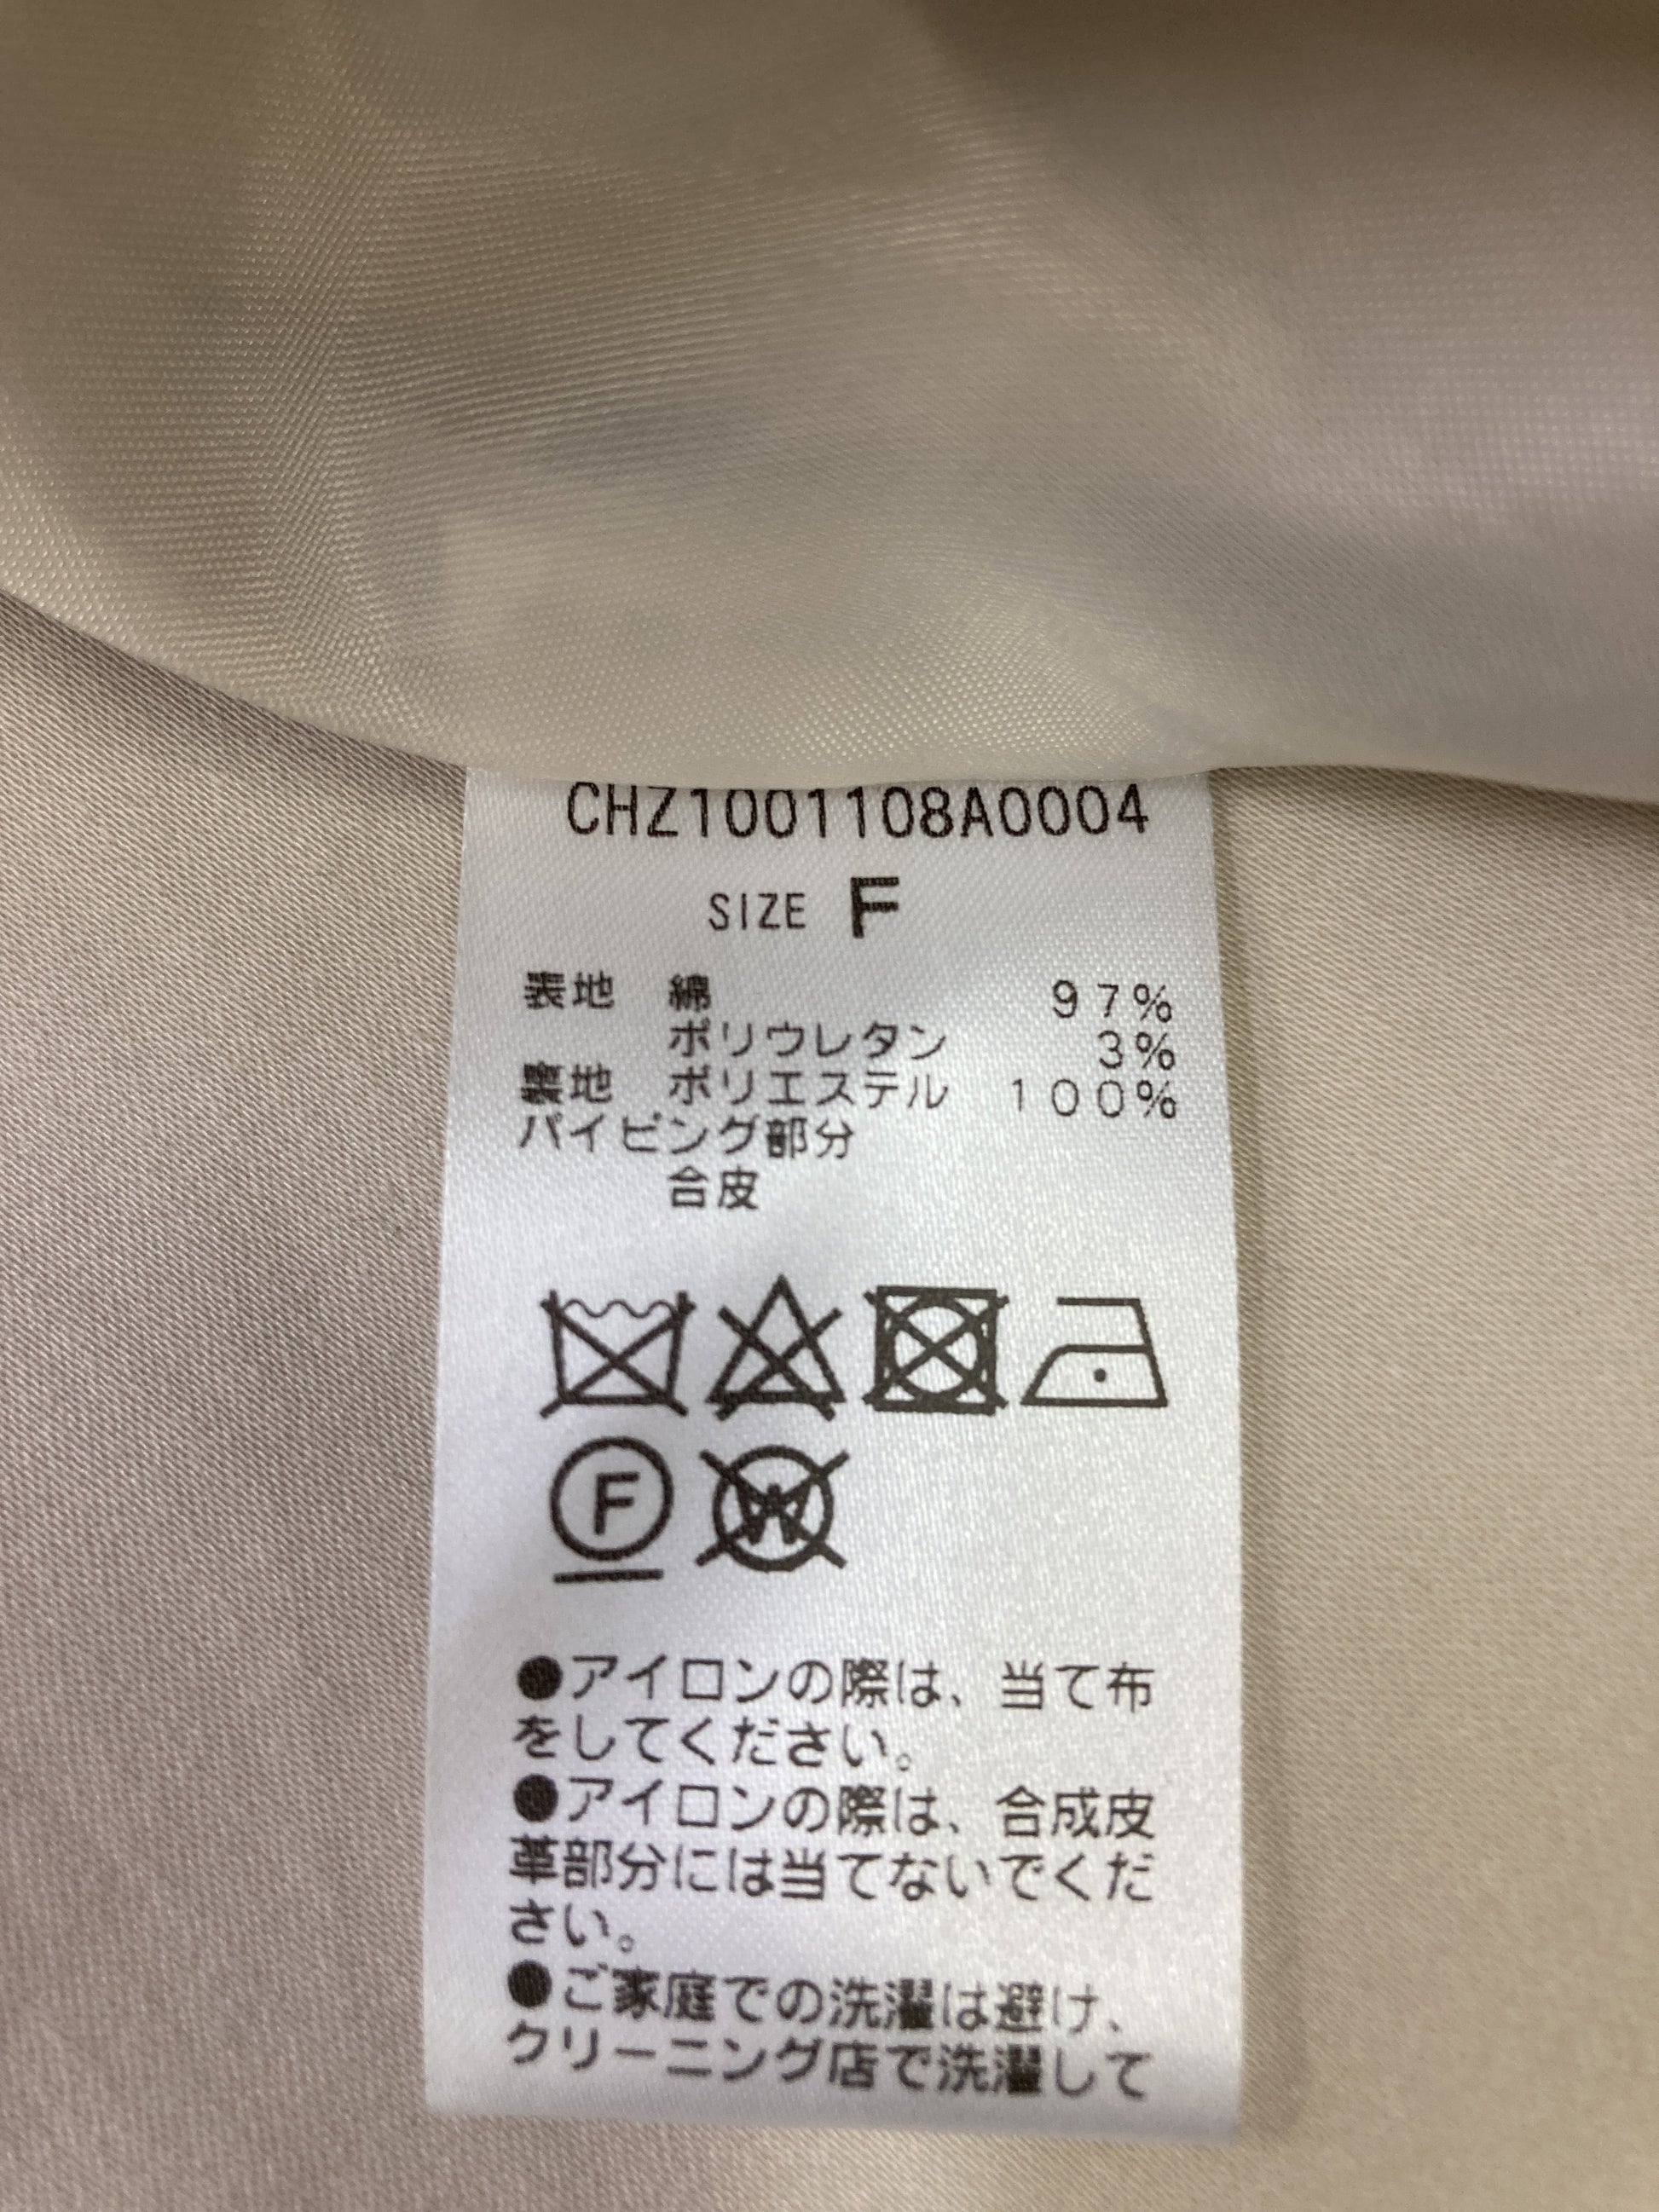 CHZ1001108A0004
SIZE F
表地 綿 97%
ポリウレタン 3%
裏地 ポリエステル 100%
パイピング部分
合皮
F
W
●アイロンの際は、当て布
をしてください。
●アイロンの際は、合成皮
革部分には当てないでくだ
さい。
●ご家庭での洗濯は避け、
クリーニング店で洗濯して